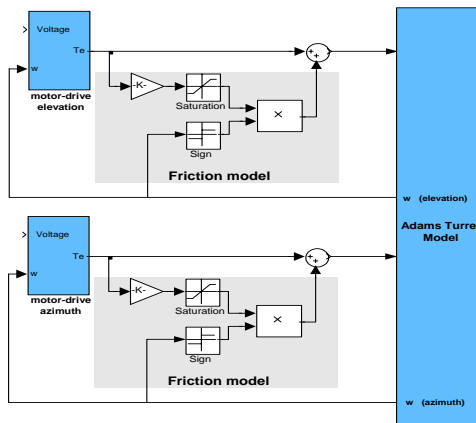 Voltage
Te
w
motor-drive
elevation
-K-
Saturation
Sign
X
+
+
Friction model
w (elevation)
Adams Turre
Model
Voltage
Te
w
motor-drive
azimuth
-K-
Saturation
Sign
X
+
+
Friction model
w (azimuth)